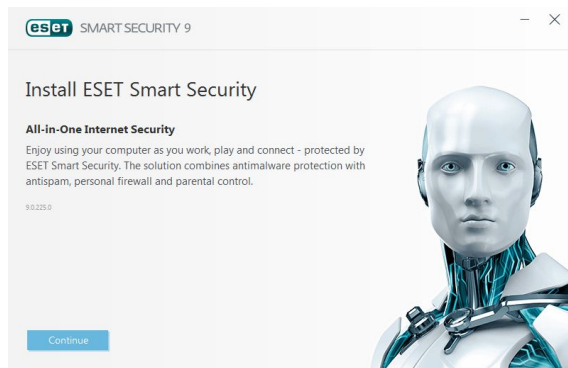 eset SMART SECURITY 9
Install ESET Smart Security
All-in-One Internet Security
Enjoy using your computer as you work, play and connect - protected by
ESET Smart Security. The solution combines antimalware protection with
antispam, personal firewall and parental control.
9.0.225.0
Continue